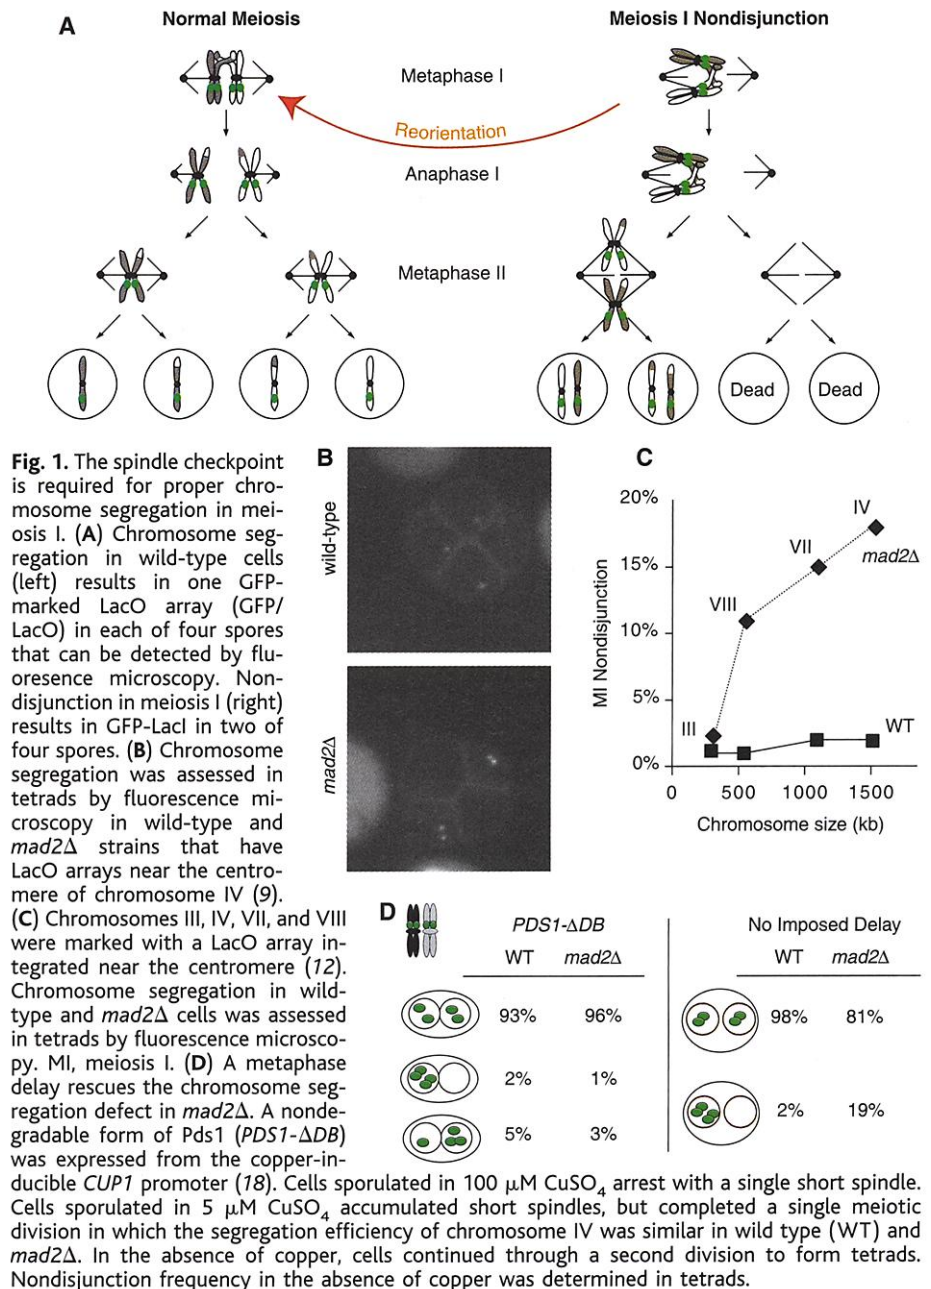 A
Normal Meiosis
Meiosis I Nondisjunction
Metaphase I
Reorientation
Anaphase I
Metaphase II
Dead
Dead
Fig. 1. The spindle checkpoint
is required for proper chro-
mosome segregation in mei-
osis I. (A) Chromosome seg-
regation in wild-type cells
(left) results in one GFP-
marked LacO array (GFP/
LacO) in each of four spores
that can be detected by flu-
oresence microscopy. Non-
disjunction in meiosis I (right)
results in GFP-LacI in two of
four spores. (B) Chromosome
segregation was assessed in
tetrads by fluorescence mi-
croscopy in wild-type and
mad2Δ strains that have
LacO arrays near the centro-
mere of chromosome IV (9).
(C) Chromosomes III, IV, VII, and VIII
were marked with a LacO array in-
tegrated near the centromere (12).
Chromosome segregation in wild-
type and mad2Δ cells was assessed
in tetrads by fluorescence microsco-
py. MI, meiosis I. (D) A metaphase
delay rescues the chromosome seg-
regation defect in mad2Δ. A nonde-
gradable form of Pds1 (PDS1-ΔDB)
was expressed from the copper-in-
ducible CUP1 promoter (18). Cells sporulated in 100 μM CuSO₄ arrest with a single short spindle.
Cells sporulated in 5 μM CuSO₄ accumulated short spindles, but completed a single meiotic
division in which the segregation efficiency of chromosome IV was similar in wild type (WT) and
mad2Δ. In the absence of copper, cells continued through a second division to form tetrads.
Nondisjunction frequency in the absence of copper was determined in tetrads.
B
wild-type
mad2Δ
C
MI Nondisjunction
20%
15%
10%
5%
0%
IV
mad2Δ
VII
VIII
III
WT
0 500 1000 1500
Chromosome size (kb)
D
PDS1-ΔDB
No Imposed Delay
WT mad2Δ
WT mad2Δ
93% 96%
98% 81%
2% 1%
2% 19%
5% 3%